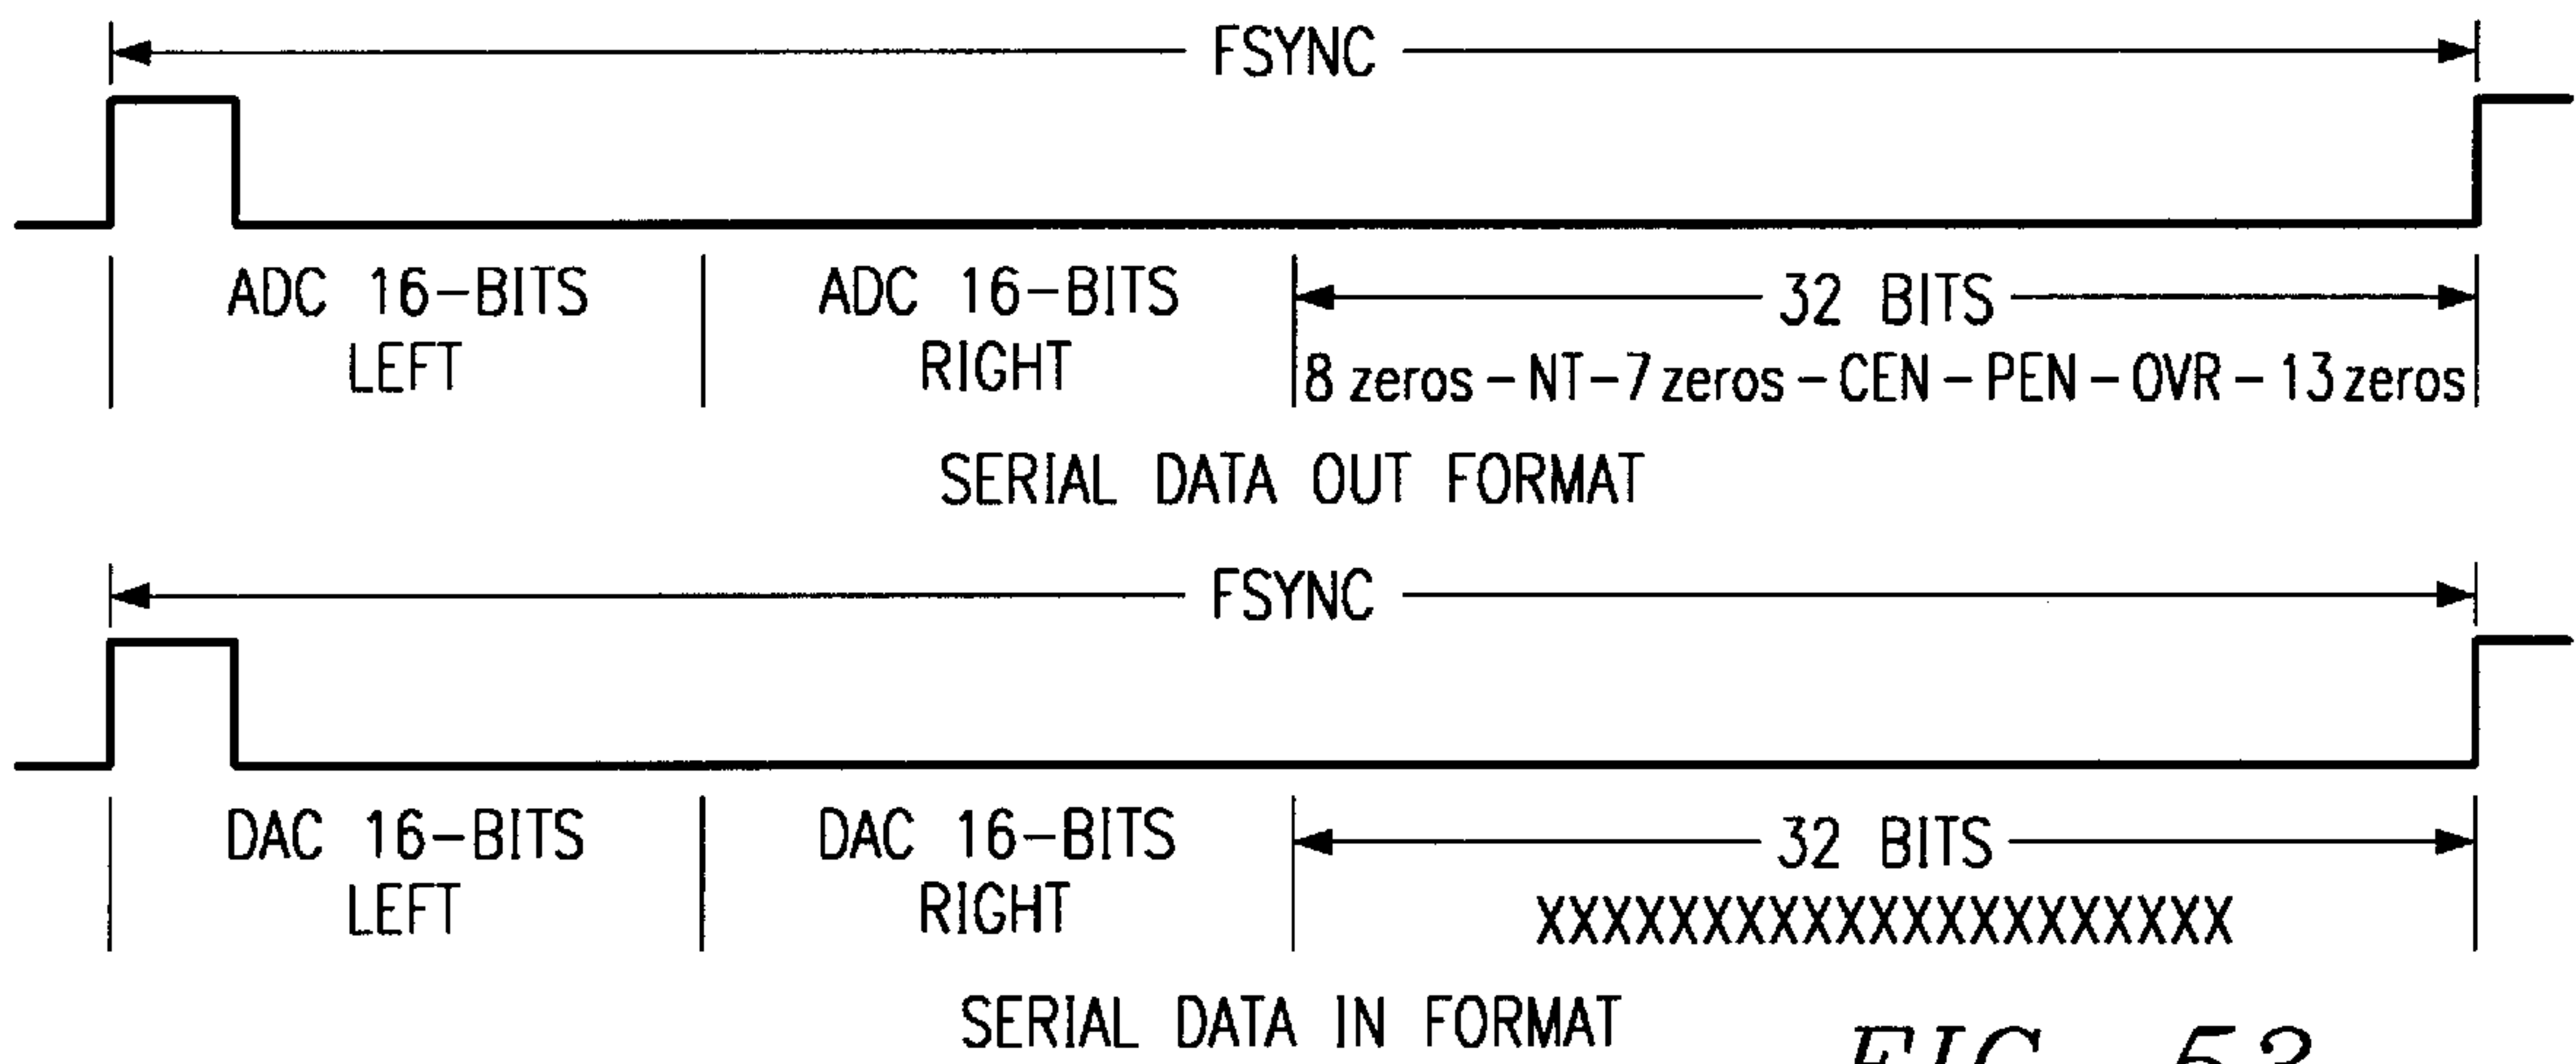 FSYNC
ADC 16-BITS LEFT
ADC 16-BITS RIGHT
32 BITS
8 zeros - NT - 7 zeros - CEN - PEN - OVR - 13 zeros
SERIAL DATA OUT FORMAT
FSYNC
DAC 16-BITS LEFT
DAC 16-BITS RIGHT
32 BITS
XXXXXXXXXXXXXXXXXXXXX
SERIAL DATA IN FORMAT